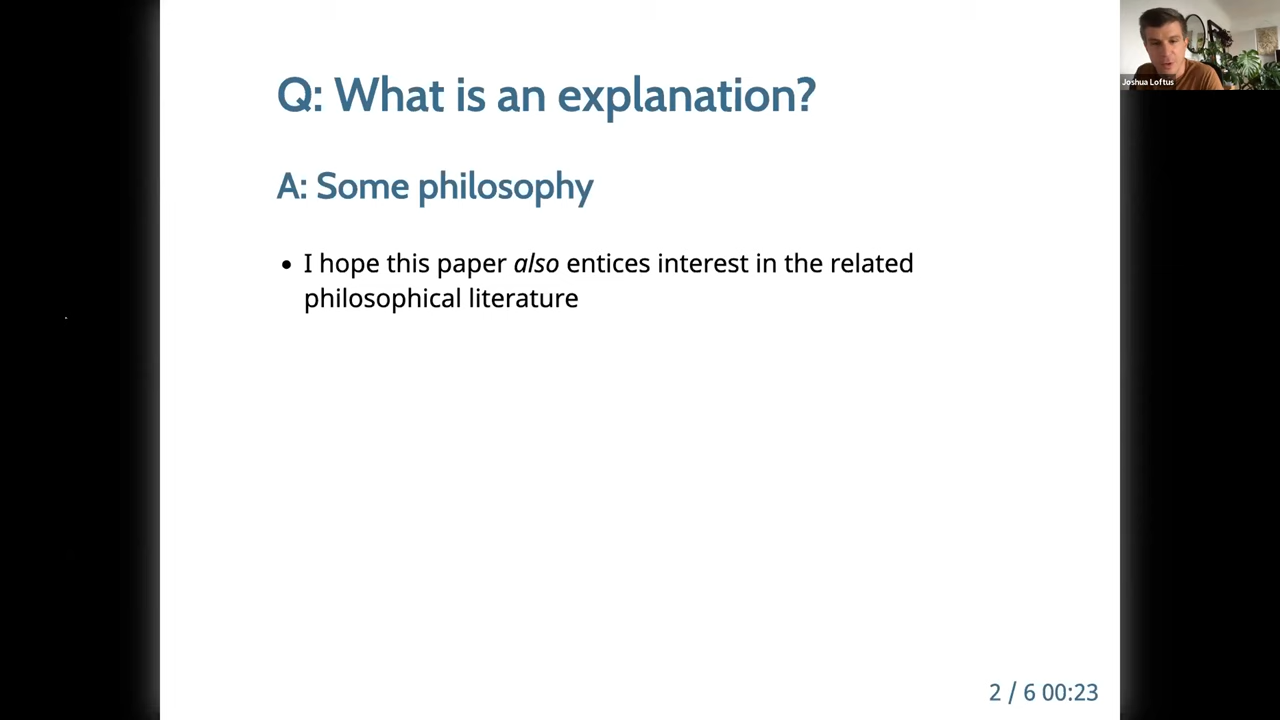 Q: What is an explanation?
Joshua Loftus
A: Some philosophy
• I hope this paper also entices interest in the related
philosophical literature
2 / 6 00:23